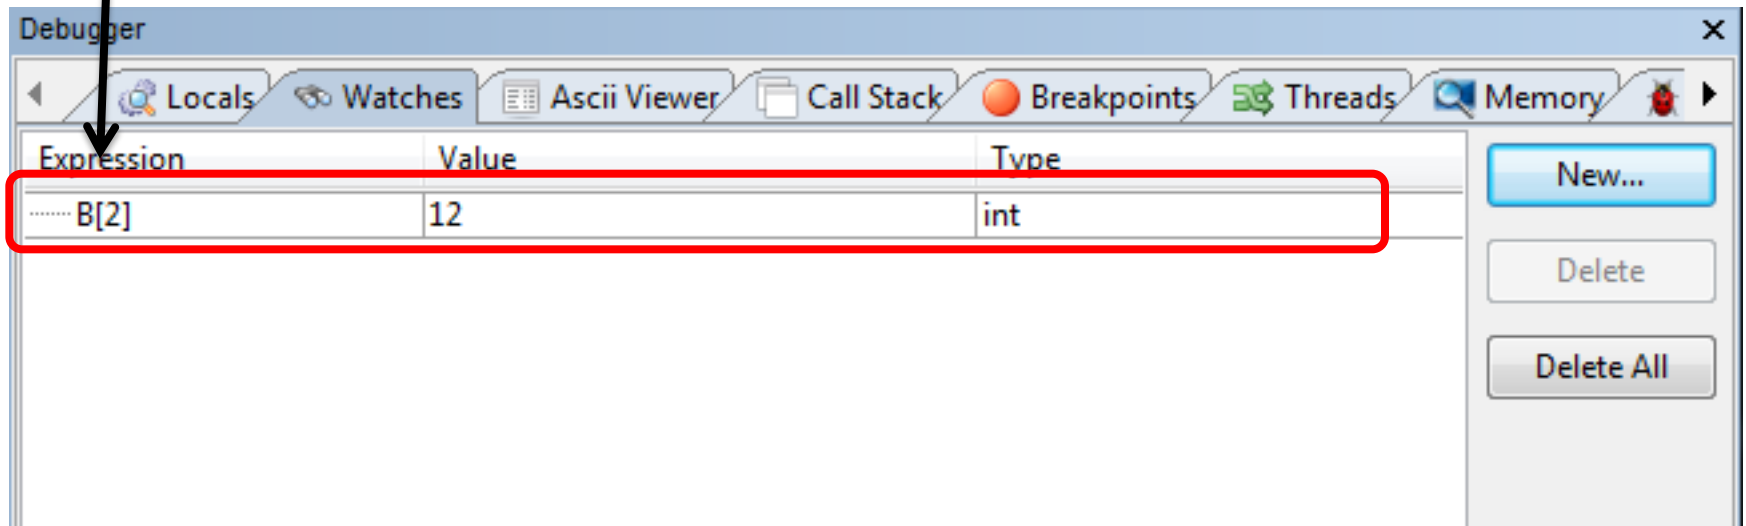 Debugger
Locals Watches Ascii Viewer Call Stack Breakpoints Threads Memory
Expression Value Type
B[2] 12 int
New...
Delete
Delete All